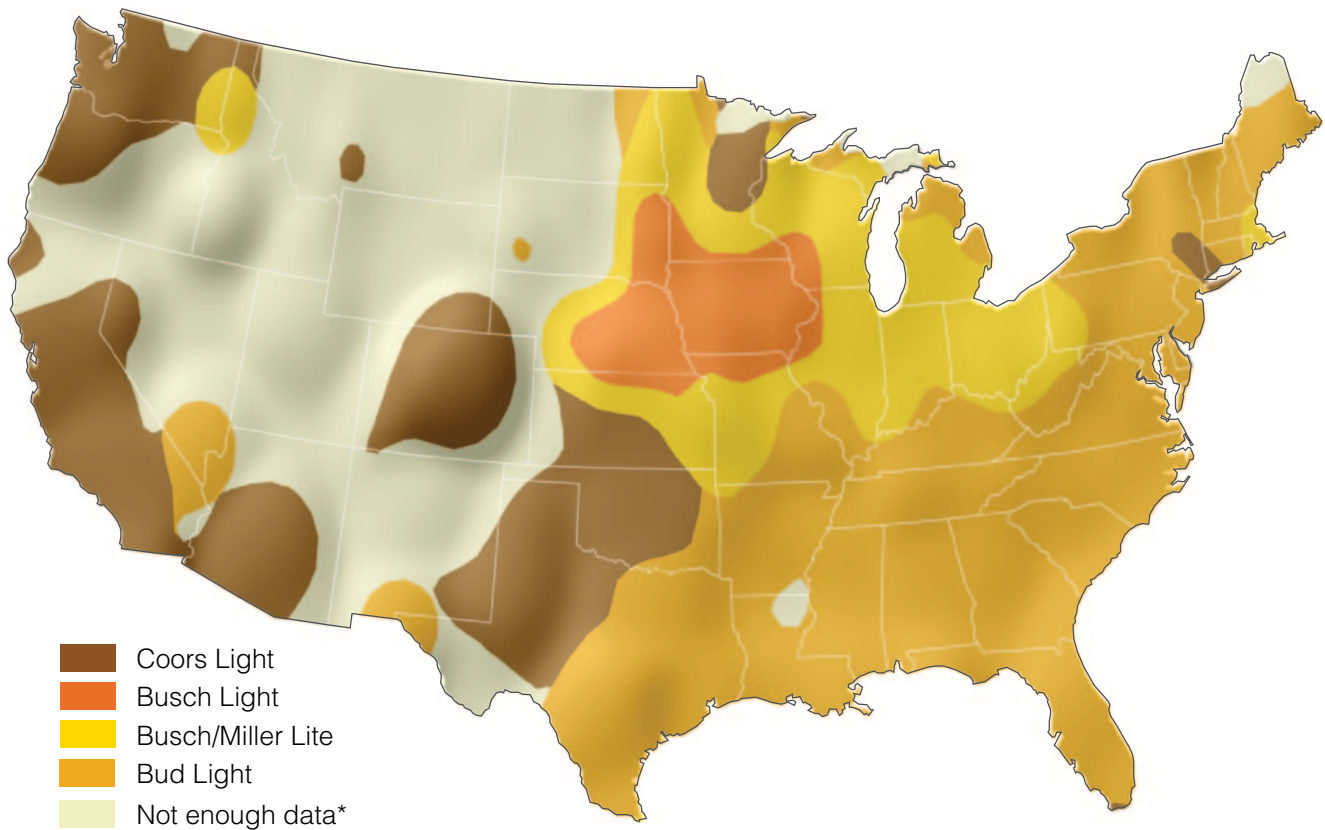 Coors Light
Busch Light
Busch/Miller Lite
Bud Light
Not enough data*